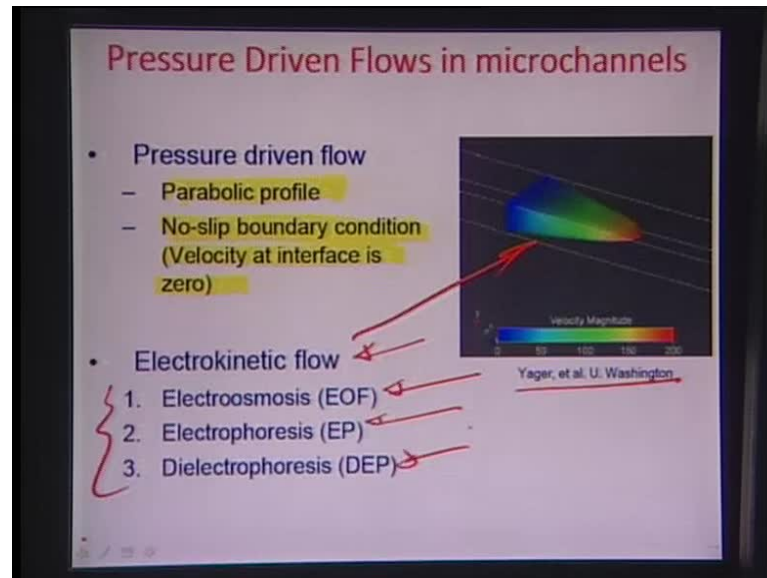 Pressure Driven Flows in microchannels
• Pressure driven flow
– Parabolic profile
– No-slip boundary condition
(Velocity at interface is
zero)
Velocity Magnitude
0 50 100 150 200
Yager, et al. U. Washington
• Electrokinetic flow
1. Electroosmosis (EOF)
2. Electrophoresis (EP)
3. Dielectrophoresis (DEP)